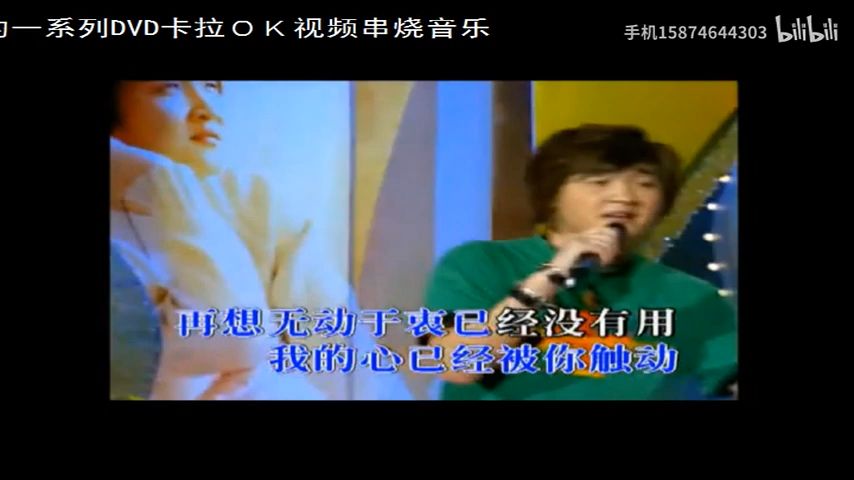 的一系列DVD卡拉ＯＫ视频串烧音乐
手机15874644303 bilibili
再想无动于衷已经没有用
我的心已经被你触动